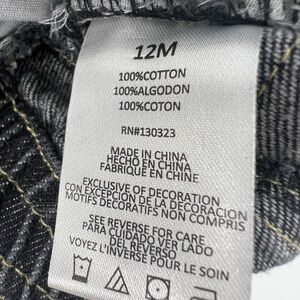 12M
100%COTTON
100%ALGODON
100%COTON
RN#130323
MADE IN CHINA
HECHO EN CHINA
FABRIQUE EN CHINE
EXCLUSIVE OF DECORATION
EXCEPCION DE LA DECORACION
MOTIFS DECORATIFS NON COMPRIS
SEE REVERSE FOR CARE
PARA CUIDADO VER LADO
DEL REVERSO
VOYEZ L'INVERSE POUR LE SOIN